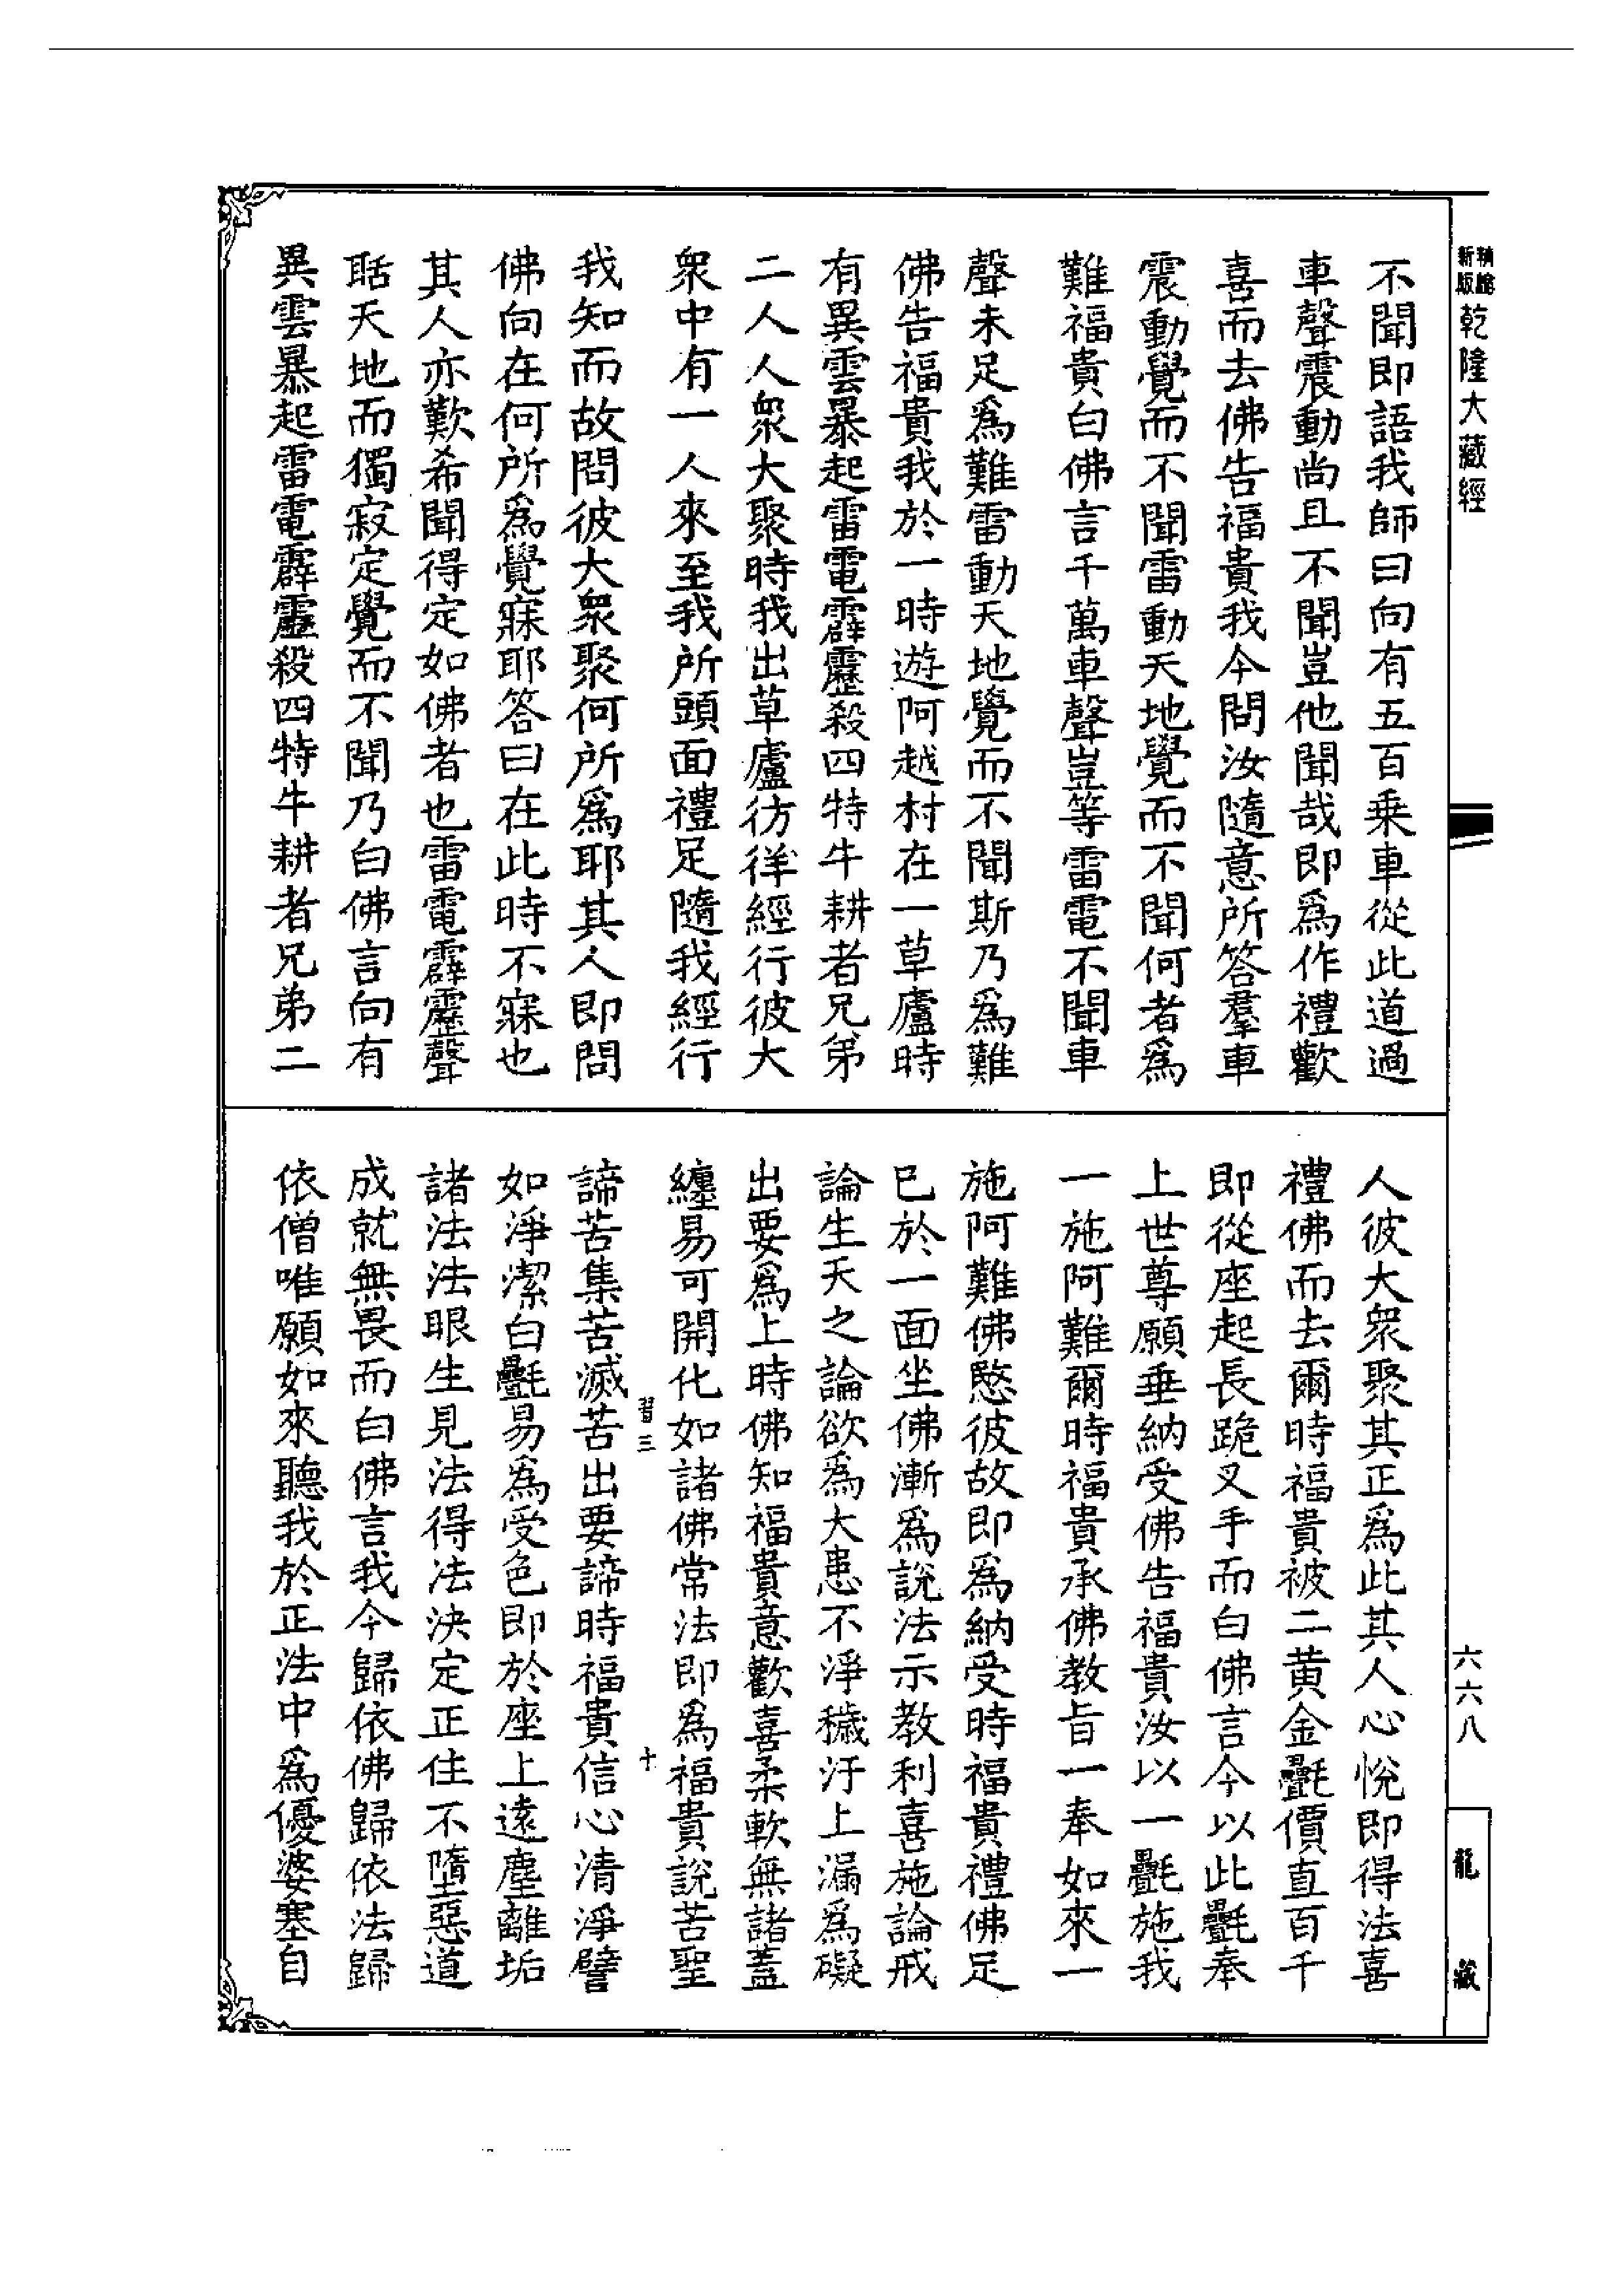 精縮新版乾隆大藏經
六六八
龍藏
不聞即語我師曰向有五百乘車從此道過
車聲震動尚且不聞豈他聞哉即爲作禮歡
喜而去佛告福貴我今問汝隨意所答羣車
震動覺而不聞雷動天地覺而不聞何者爲
難福貴白佛言千萬車聲豈等雷電不聞車
聲未足爲難雷動天地覺而不聞斯乃爲難
佛告福貴我於一時遊阿越村在一草廬時
有異雲暴起雷電霹靂殺四特牛耕者兄弟
二人人衆大聚時我出草廬彷徉經行彼大
衆中有一人來至我所頭面禮足隨我經行
我知而故問彼大衆聚何所爲耶其人即問
佛向在何所爲覺寐耶答曰在此時不寐也
其人亦歎希聞得定如佛者也雷電霹靂聲
聒天地而獨寂定覺而不聞乃白佛言向有
異雲暴起雷電霹靂殺四特牛耕者兄弟二
人彼大衆聚其正爲此其人心悅即得法喜
禮佛而去爾時福貴被二黄金㲲價直百千
即從座起長跪叉手而白佛言今以此㲲奉
上世尊願垂納受佛告福貴汝以一㲲施我
一施阿難爾時福貴承佛教旨一奉如來一
施阿難佛愍彼故即爲納受時福貴禮佛足
已於一面坐佛漸爲說法示教利喜施論戒
論生天之論欲爲大患不淨穢汙上漏爲礙
出要爲上時佛知福貴意歡喜柔軟無諸蓋
纏易可開化如諸佛常法即爲福貴說苦聖
習三 十
諦苦集苦滅苦出要諦時福貴信心清淨譬
如淨潔白㲲易爲受色即於座上遠塵離垢
諸法法眼生見法得法決定正住不墮惡道
成就無畏而白佛言我今歸依佛歸依法歸
依僧唯願如來聽我於正法中爲優婆塞自